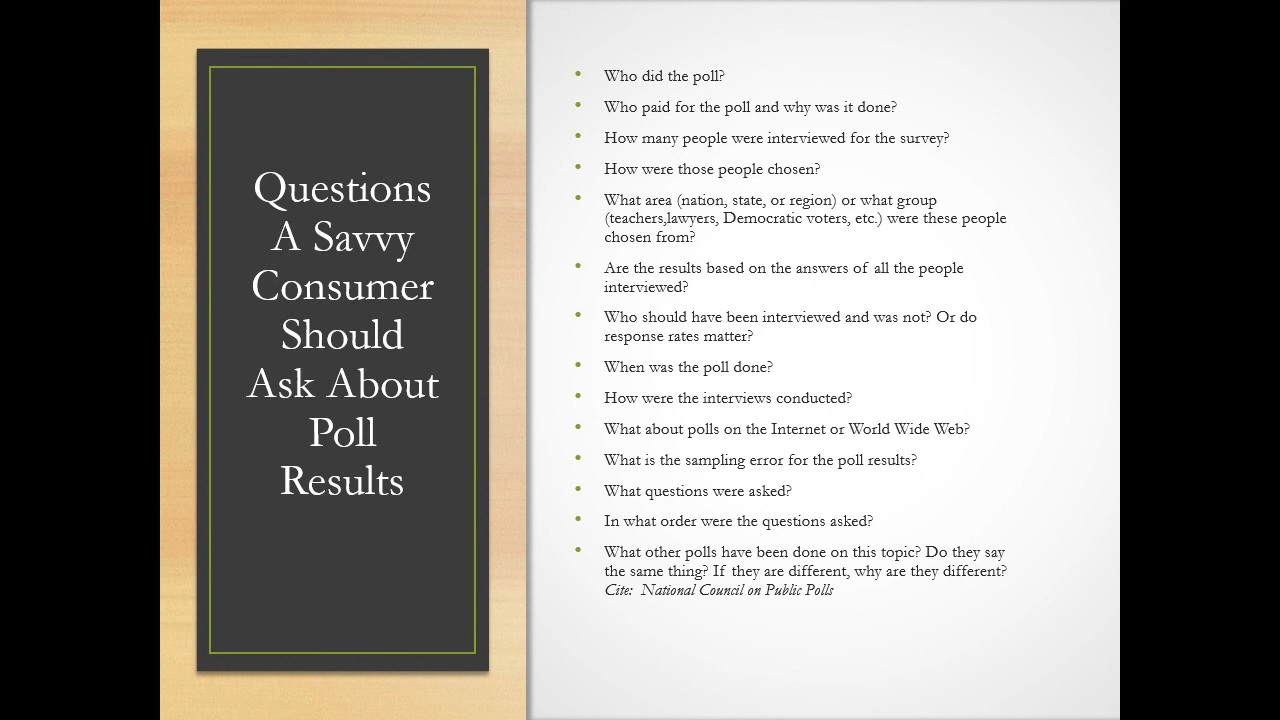 Questions
A Savvy
Consumer
Should
Ask About
Poll
Results
• Who did the poll?
• Who paid for the poll and why was it done?
• How many people were interviewed for the survey?
• How were those people chosen?
• What area (nation, state, or region) or what group
(teachers,lawyers, Democratic voters, etc.) were these people
chosen from?
• Are the results based on the answers of all the people
interviewed?
• Who should have been interviewed and was not? Or do
response rates matter?
• When was the poll done?
• How were the interviews conducted?
• What about polls on the Internet or World Wide Web?
• What is the sampling error for the poll results?
• What questions were asked?
• In what order were the questions asked?
• What other polls have been done on this topic? Do they say
the same thing? If they are different, why are they different?
Cite: National Council on Public Polls